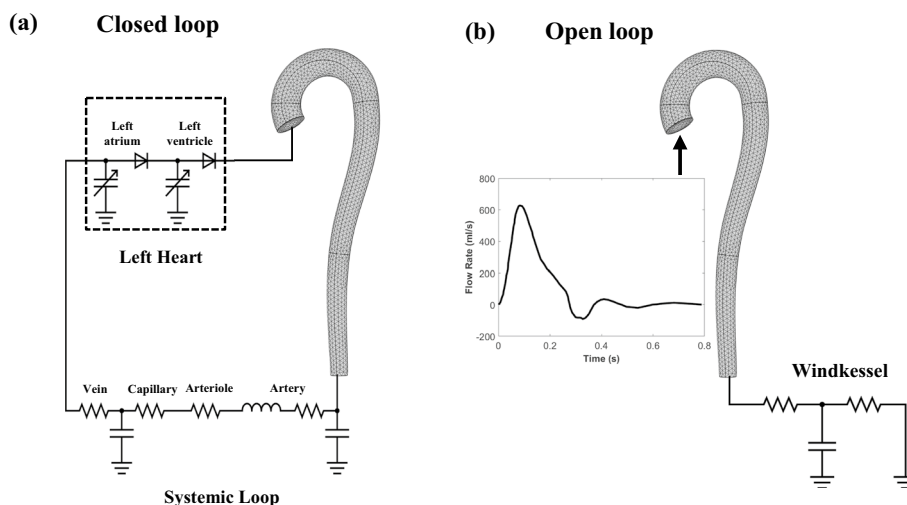 (a) Closed loop
Left atrium
Left ventricle
Left Heart
Vein Capillary Arteriole Artery
Systemic Loop
(b) Open loop
800
600
400
200
0
-200
Flow Rate (ml/s)
0 0.2 0.4 0.6 0.8
Time (s)
Windkessel